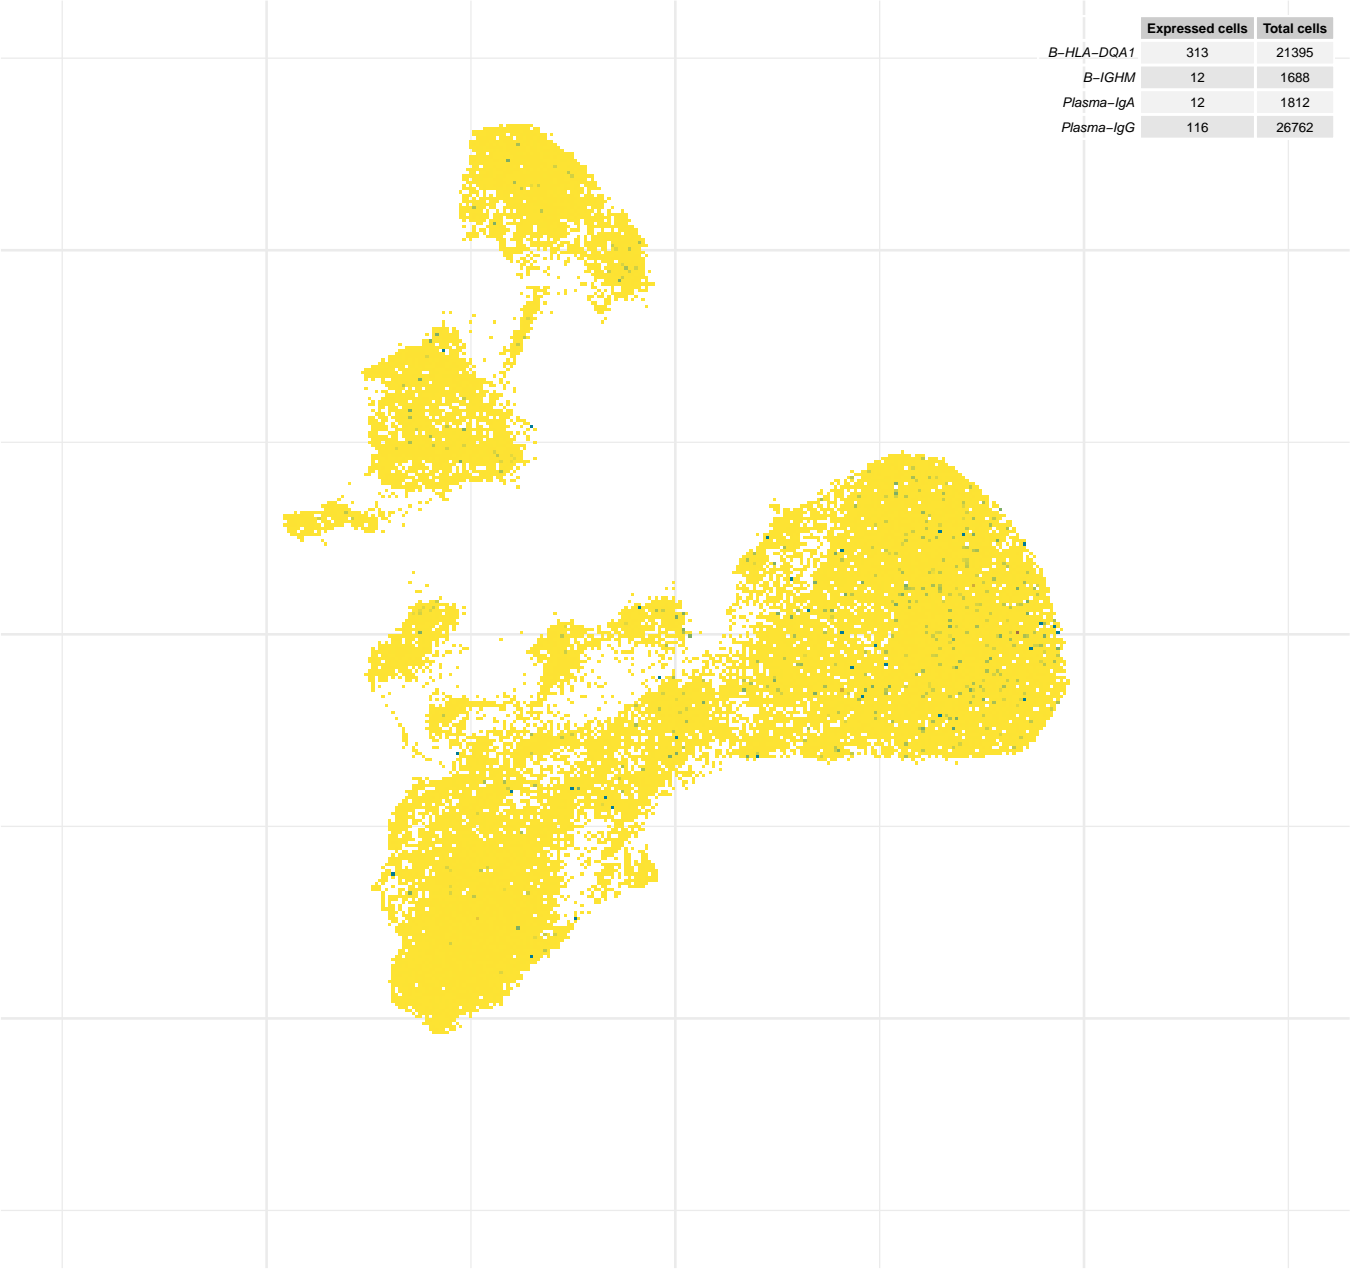 Expressed cells Total cells
B−HLA−DQA1 313 21395
B−IGHM 12 1688
Plasma−IgA 12 1812
Plasma−IgG 116 26762